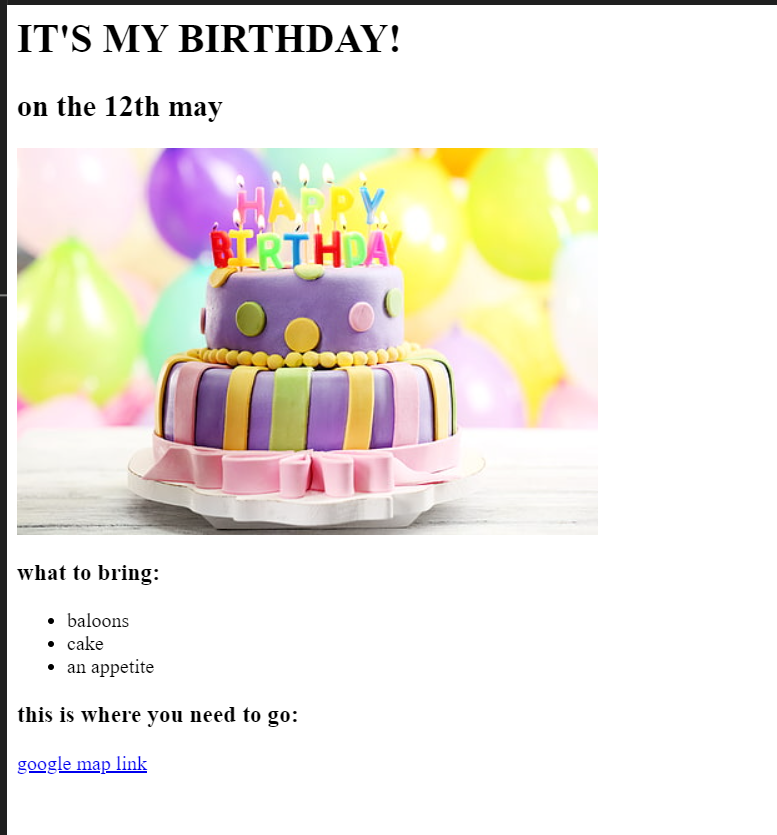 IT'S MY BIRTHDAY!
on the 12th may
HAPPY
BIRTHDAY
what to bring:
baloons
cake
an appetite
this is where you need to go:
google map link